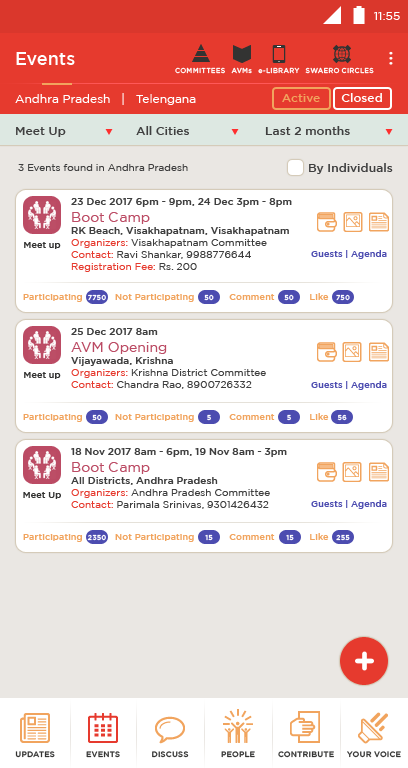 11:55
Events
COMMITTEES AVMs e-LIBRARY SWAERO CIRCLES
Andhra Pradesh | Telengana Active Closed
Meet Up All Cities Last 2 months
3 Events found in Andhra Pradesh By Individuals
23 Dec 2017 6pm - 9pm, 24 Dec 3pm - 8pm
Boot Camp
RK Beach, Visakhapatnam, Visakhapatnam
Organizers: Visakhapatnam Committee
Meet up
Contact: Ravi Shankar, 9988776644
Guests | Agenda
Registration Fee: Rs. 200
Participating 7750 Not Participating 50 Comment 50 Like 750
25 Dec 2017 8am
AVM Opening
Vijayawada, Krishna
Organizers: Krishna District Committee
Meet up
Contact: Chandra Rao, 8900726332
Guests | Agenda
Participating 50 Not Participating 5 Comment 5 Like 56
18 Nov 2017 8am - 6pm, 19 Nov 8am - 3pm
Boot Camp
All Districts, Andhra Pradesh
Organizers: Andhra Pradesh Committee
Meet Up
Contact: Parimala Srinivas, 9301426432
Guests | Agenda
Participating 2350 Not Participating 15 Comment 15 Like 255
UPDATES EVENTS DISCUSS PEOPLE CONTRIBUTE YOUR VOICE